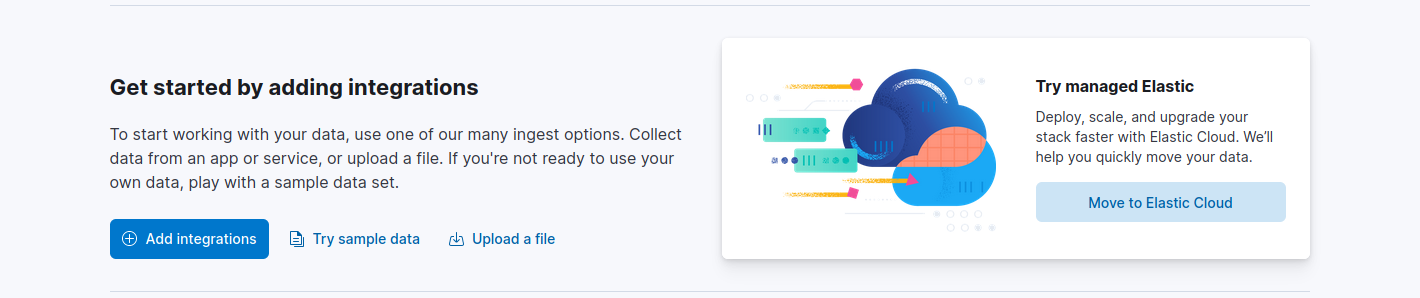 Get started by adding integrations
To start working with your data, use one of our many ingest options. Collect
data from an app or service, or upload a file. If you're not ready to use your
own data, play with a sample data set.
Add integrations
Try sample data
Upload a file
Try managed Elastic
Deploy, scale, and upgrade your
stack faster with Elastic Cloud. We’ll
help you quickly move your data.
Move to Elastic Cloud